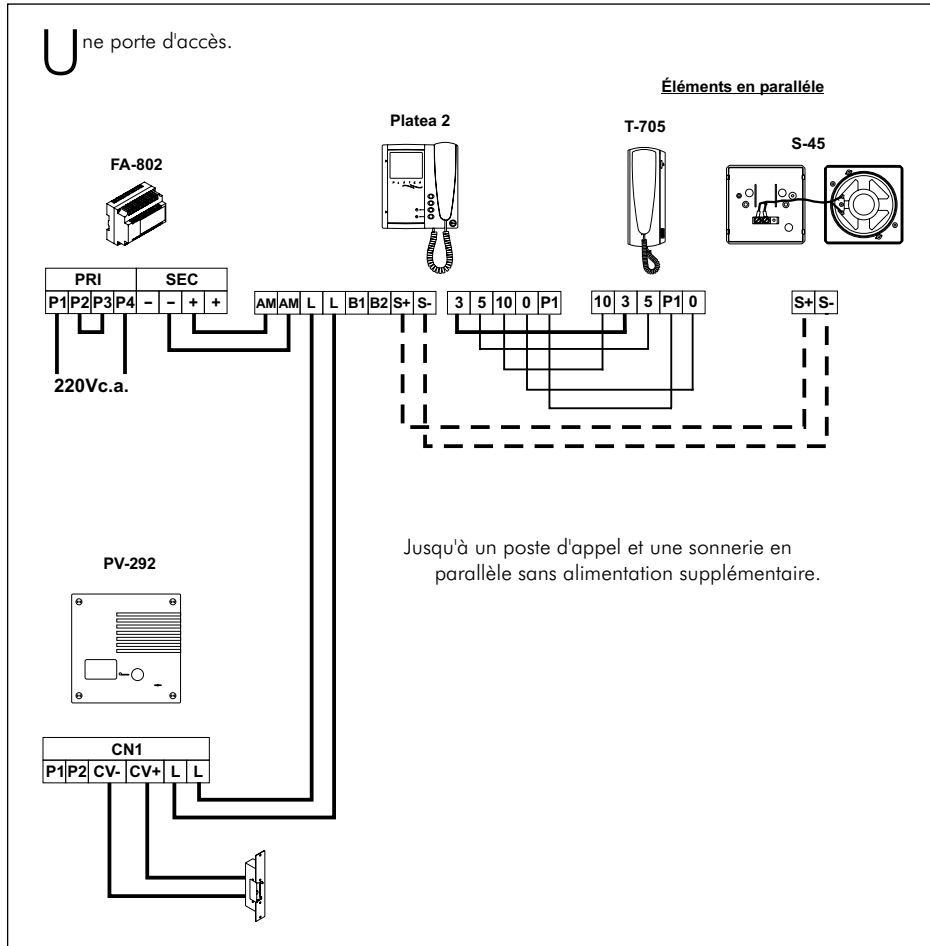 Une porte d'accès.
Éléments en paralléle
Platea 2
T-705
S-45
FA-802
PRI SEC
P1 P2 P3 P4 – – + +
AM AM L L B1 B2 S+ S-
3 5 10 0 P1
10 3 5 P1 0
S+ S-
220Vc.a.
Jusqu'à un poste d'appel et une sonnerie en
parallèle sans alimentation supplémentaire.
PV-292
CN1
P1 P2 CV- CV+ L L